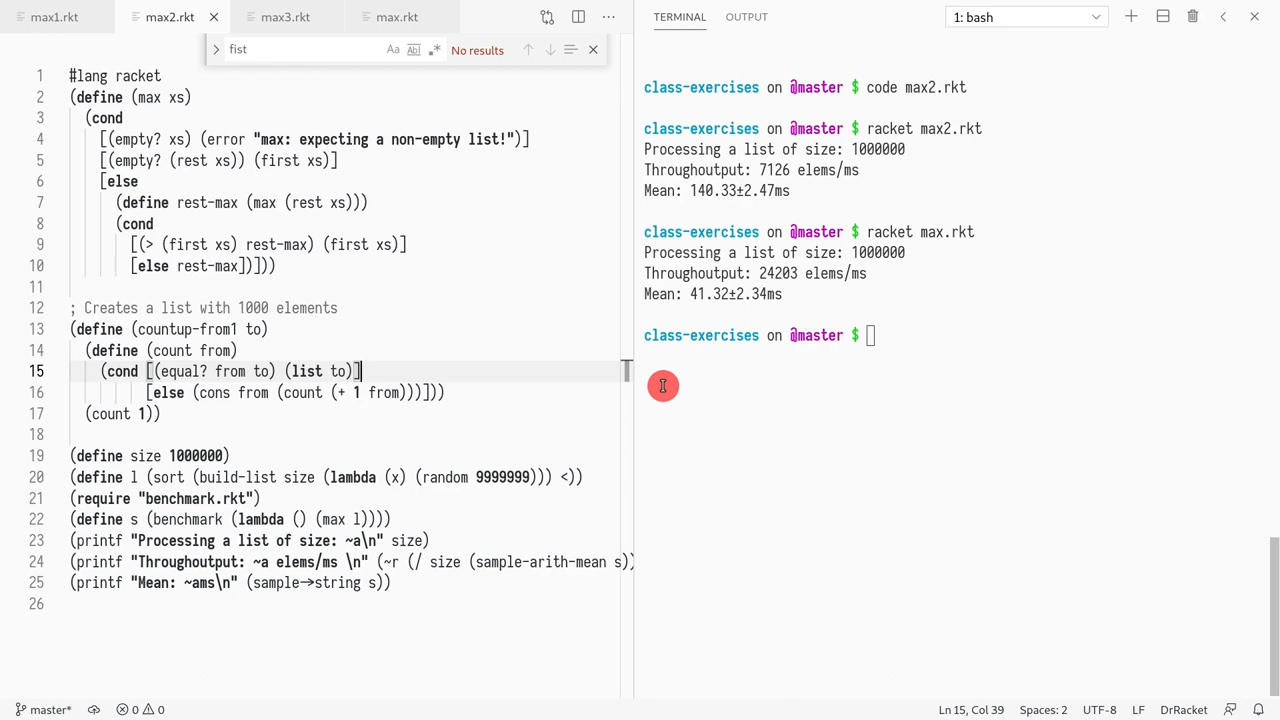 max1.rkt
max2.rkt
max3.rkt
max.rkt
fist
Aa
Abl
.*
No results
1 #lang racket
2 (define (max xs)
3 (cond
4 [(empty? xs) (error "max: expecting a non-empty list!")]
5 [(empty? (rest xs)) (first xs)]
6 [else
7 (define rest-max (max (rest xs)))
8 (cond
9 [(> (first xs) rest-max) (first xs)]
10 [else rest-max])]))
11
12 ; Creates a list with 1000 elements
13 (define (countup-from1 to)
14 (define (count from)
15 (cond [(equal? from to) (list to)]
16 [else (cons from (count (+ 1 from)))]))
17 (count 1))
18
19 (define size 1000000)
20 (define l (sort (build-list size (lambda (x) (random 9999999))) <))
21 (require "benchmark.rkt")
22 (define s (benchmark (lambda () (max l))))
23 (printf "Processing a list of size: ~a\n" size)
24 (printf "Throughoutput: ~a elems/ms \n" (~r (/ size (sample-arith-mean s))
25 (printf "Mean: ~ams\n" (sample->string s))
26
TERMINAL
OUTPUT
1: bash
class-exercises on @master $ code max2.rkt
class-exercises on @master $ racket max2.rkt
Processing a list of size: 1000000
Throughoutput: 7126 elems/ms
Mean: 140.33±2.47ms
class-exercises on @master $ racket max.rkt
Processing a list of size: 1000000
Throughoutput: 24203 elems/ms
Mean: 41.32±2.34ms
class-exercises on @master $
master*
0
0
Ln 15, Col 39
Spaces: 2
UTF-8
LF
DrRacket